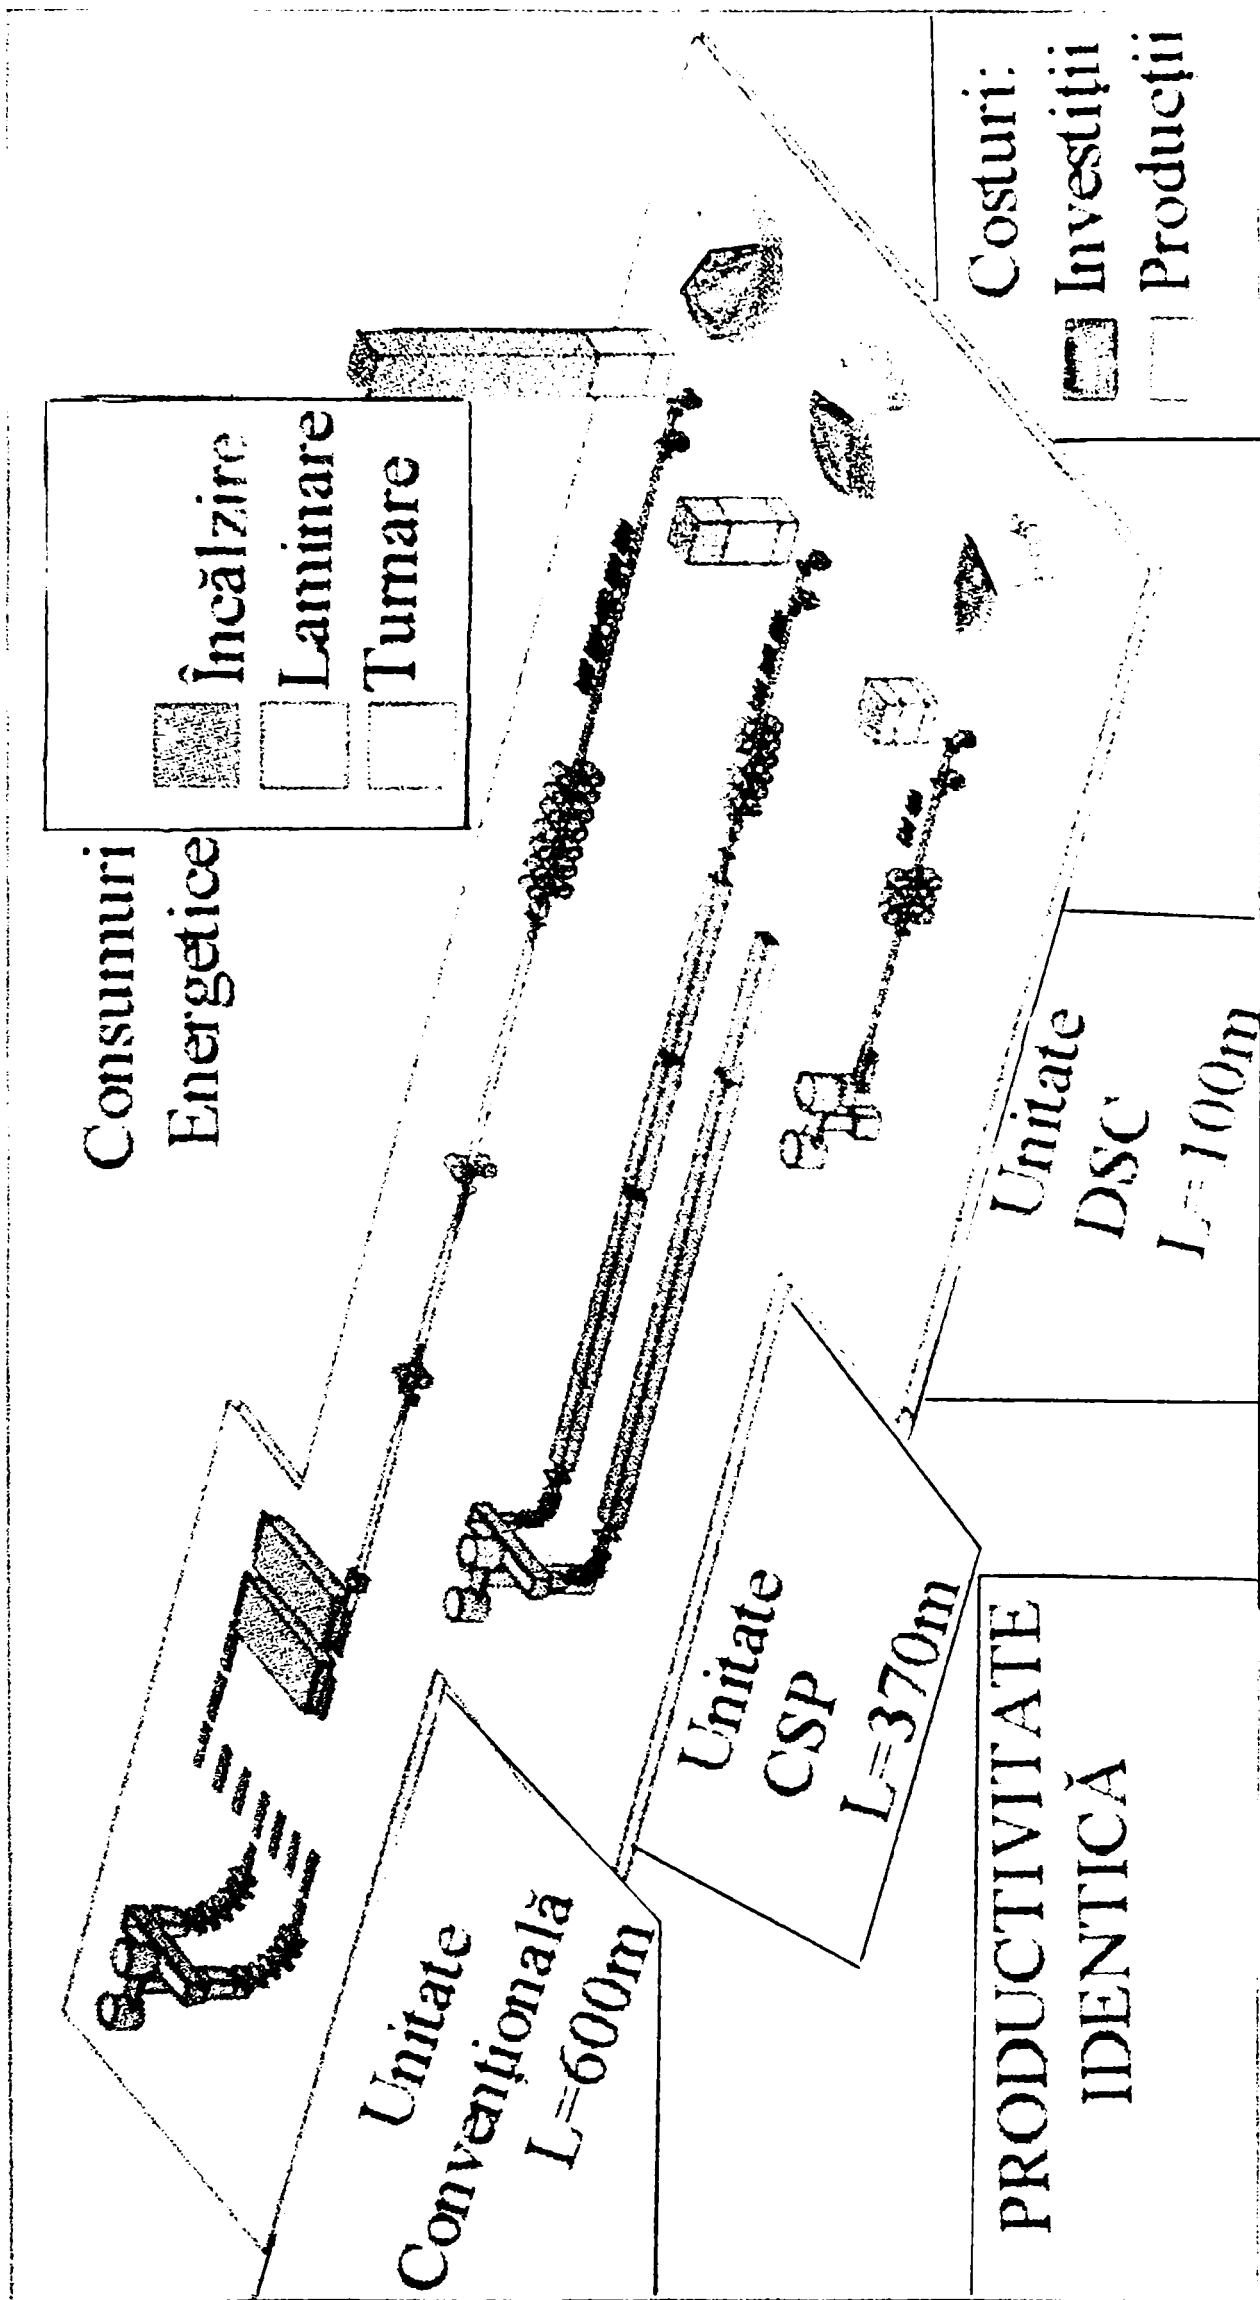 Consumuri
Energetice
Încălzire
Laminare
Turnare
Unitate
Convențională
L=600m
Unitate
CSP
L=370m
Unitate
DSC
L=100m
Costuri:
Investiții
Producții
PRODUCTIVITATE
IDENTICĂ